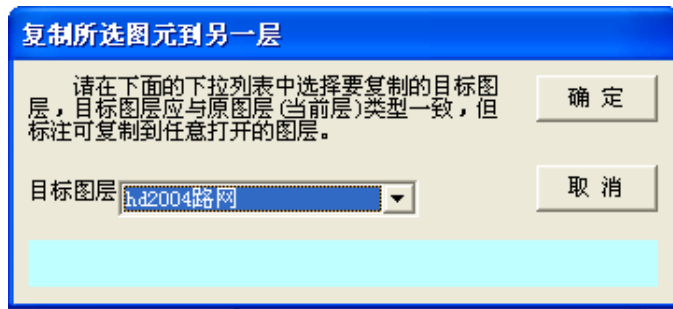 复制所选图元到另一层
请在下面的下拉列表中选择要复制的目标图
层，目标图层应与原图层(当前层)类型一致，但
标注可复制到任意打开的图层。
确 定
目标图层 hd2004路网
取 消